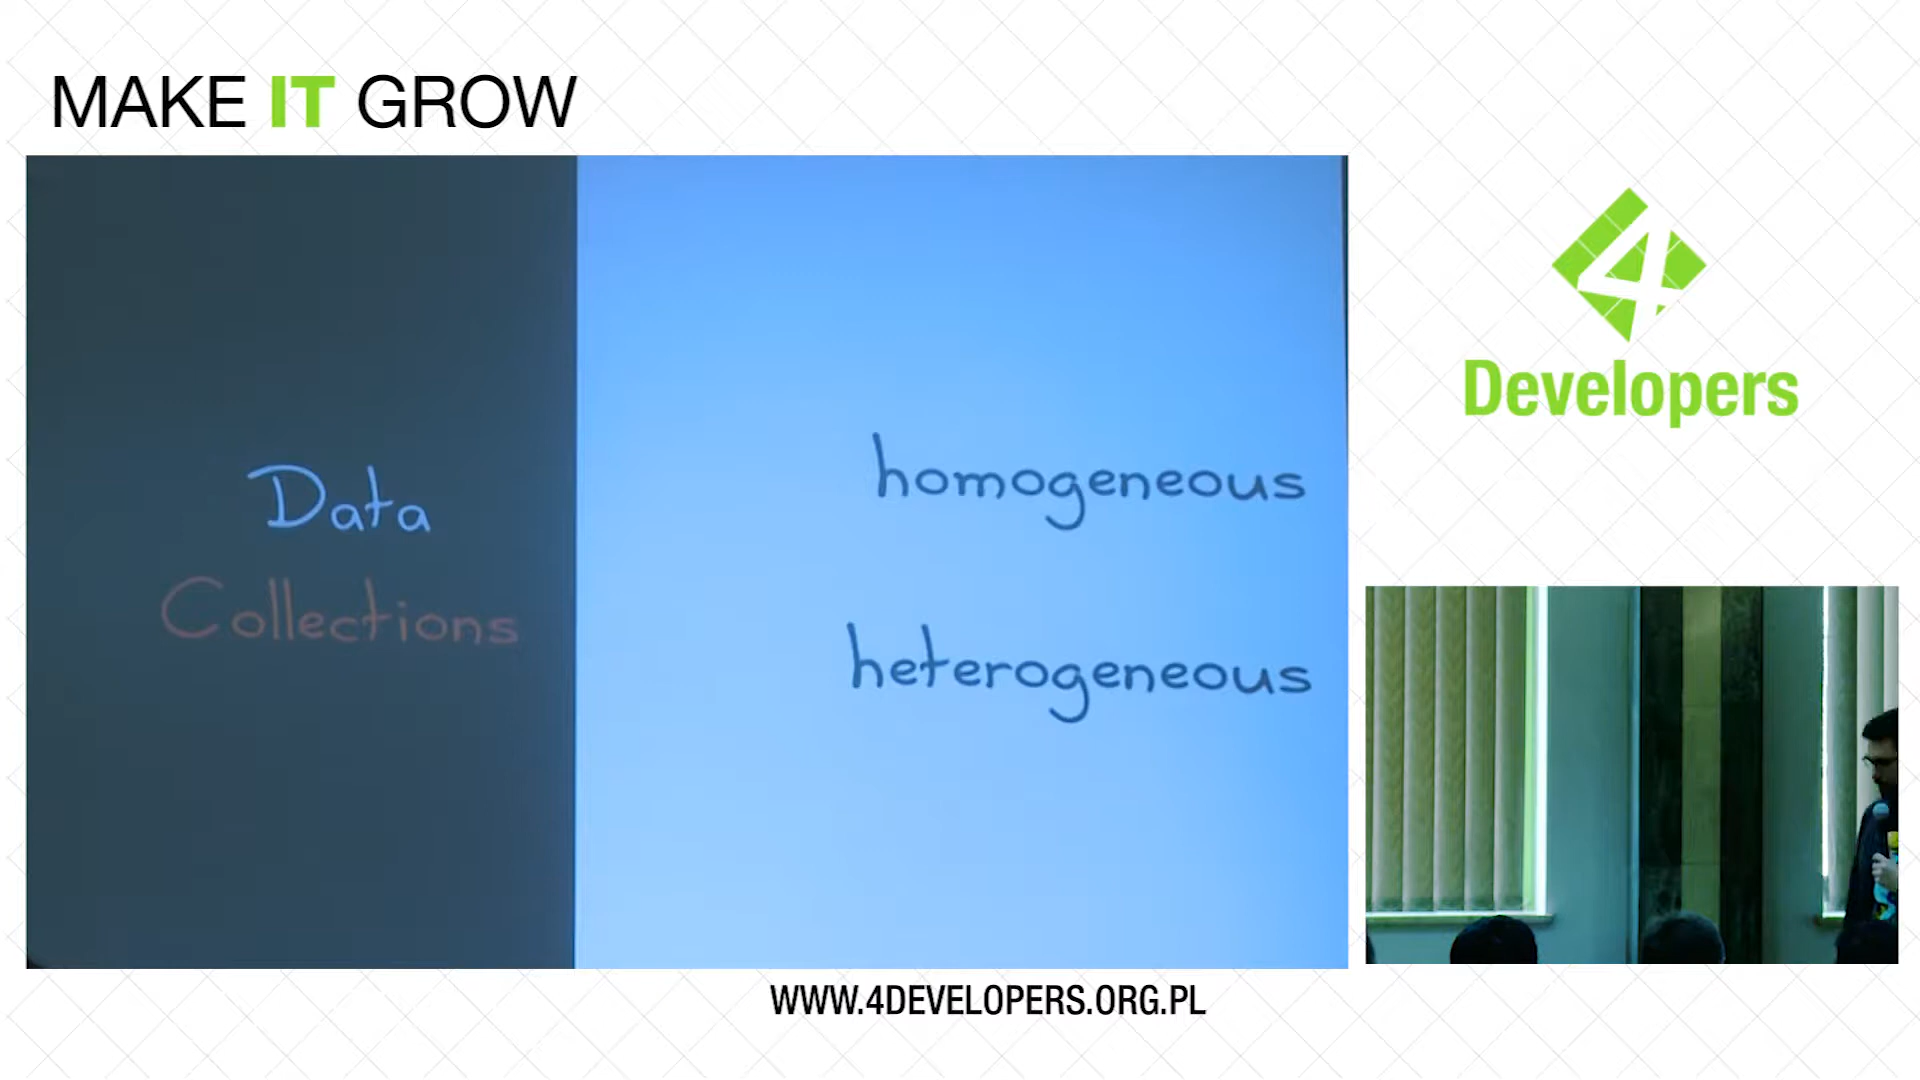 MAKE IT GROW
Data
Collections
homogeneous
heterogeneous
4
Developers
WWW.4DEVELOPERS.ORG.PL